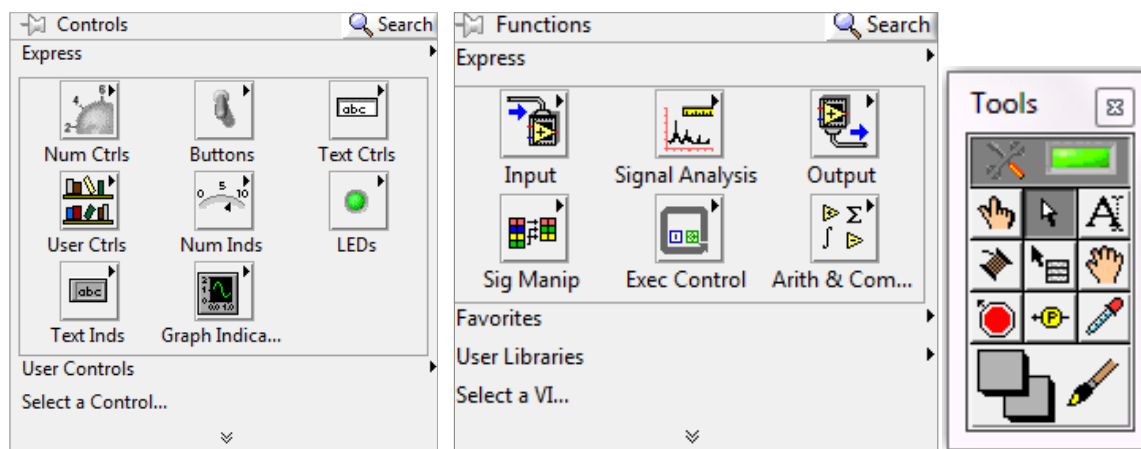 Controls
Search
Express
Num Ctrls
Buttons
Text Ctrls
User Ctrls
Num Inds
LEDs
Text Inds
Graph Indica...
User Controls
Select a Control...
Functions
Search
Express
Input
Signal Analysis
Output
Sig Manip
Exec Control
Arith & Com...
Favorites
User Libraries
Select a VI...
Tools